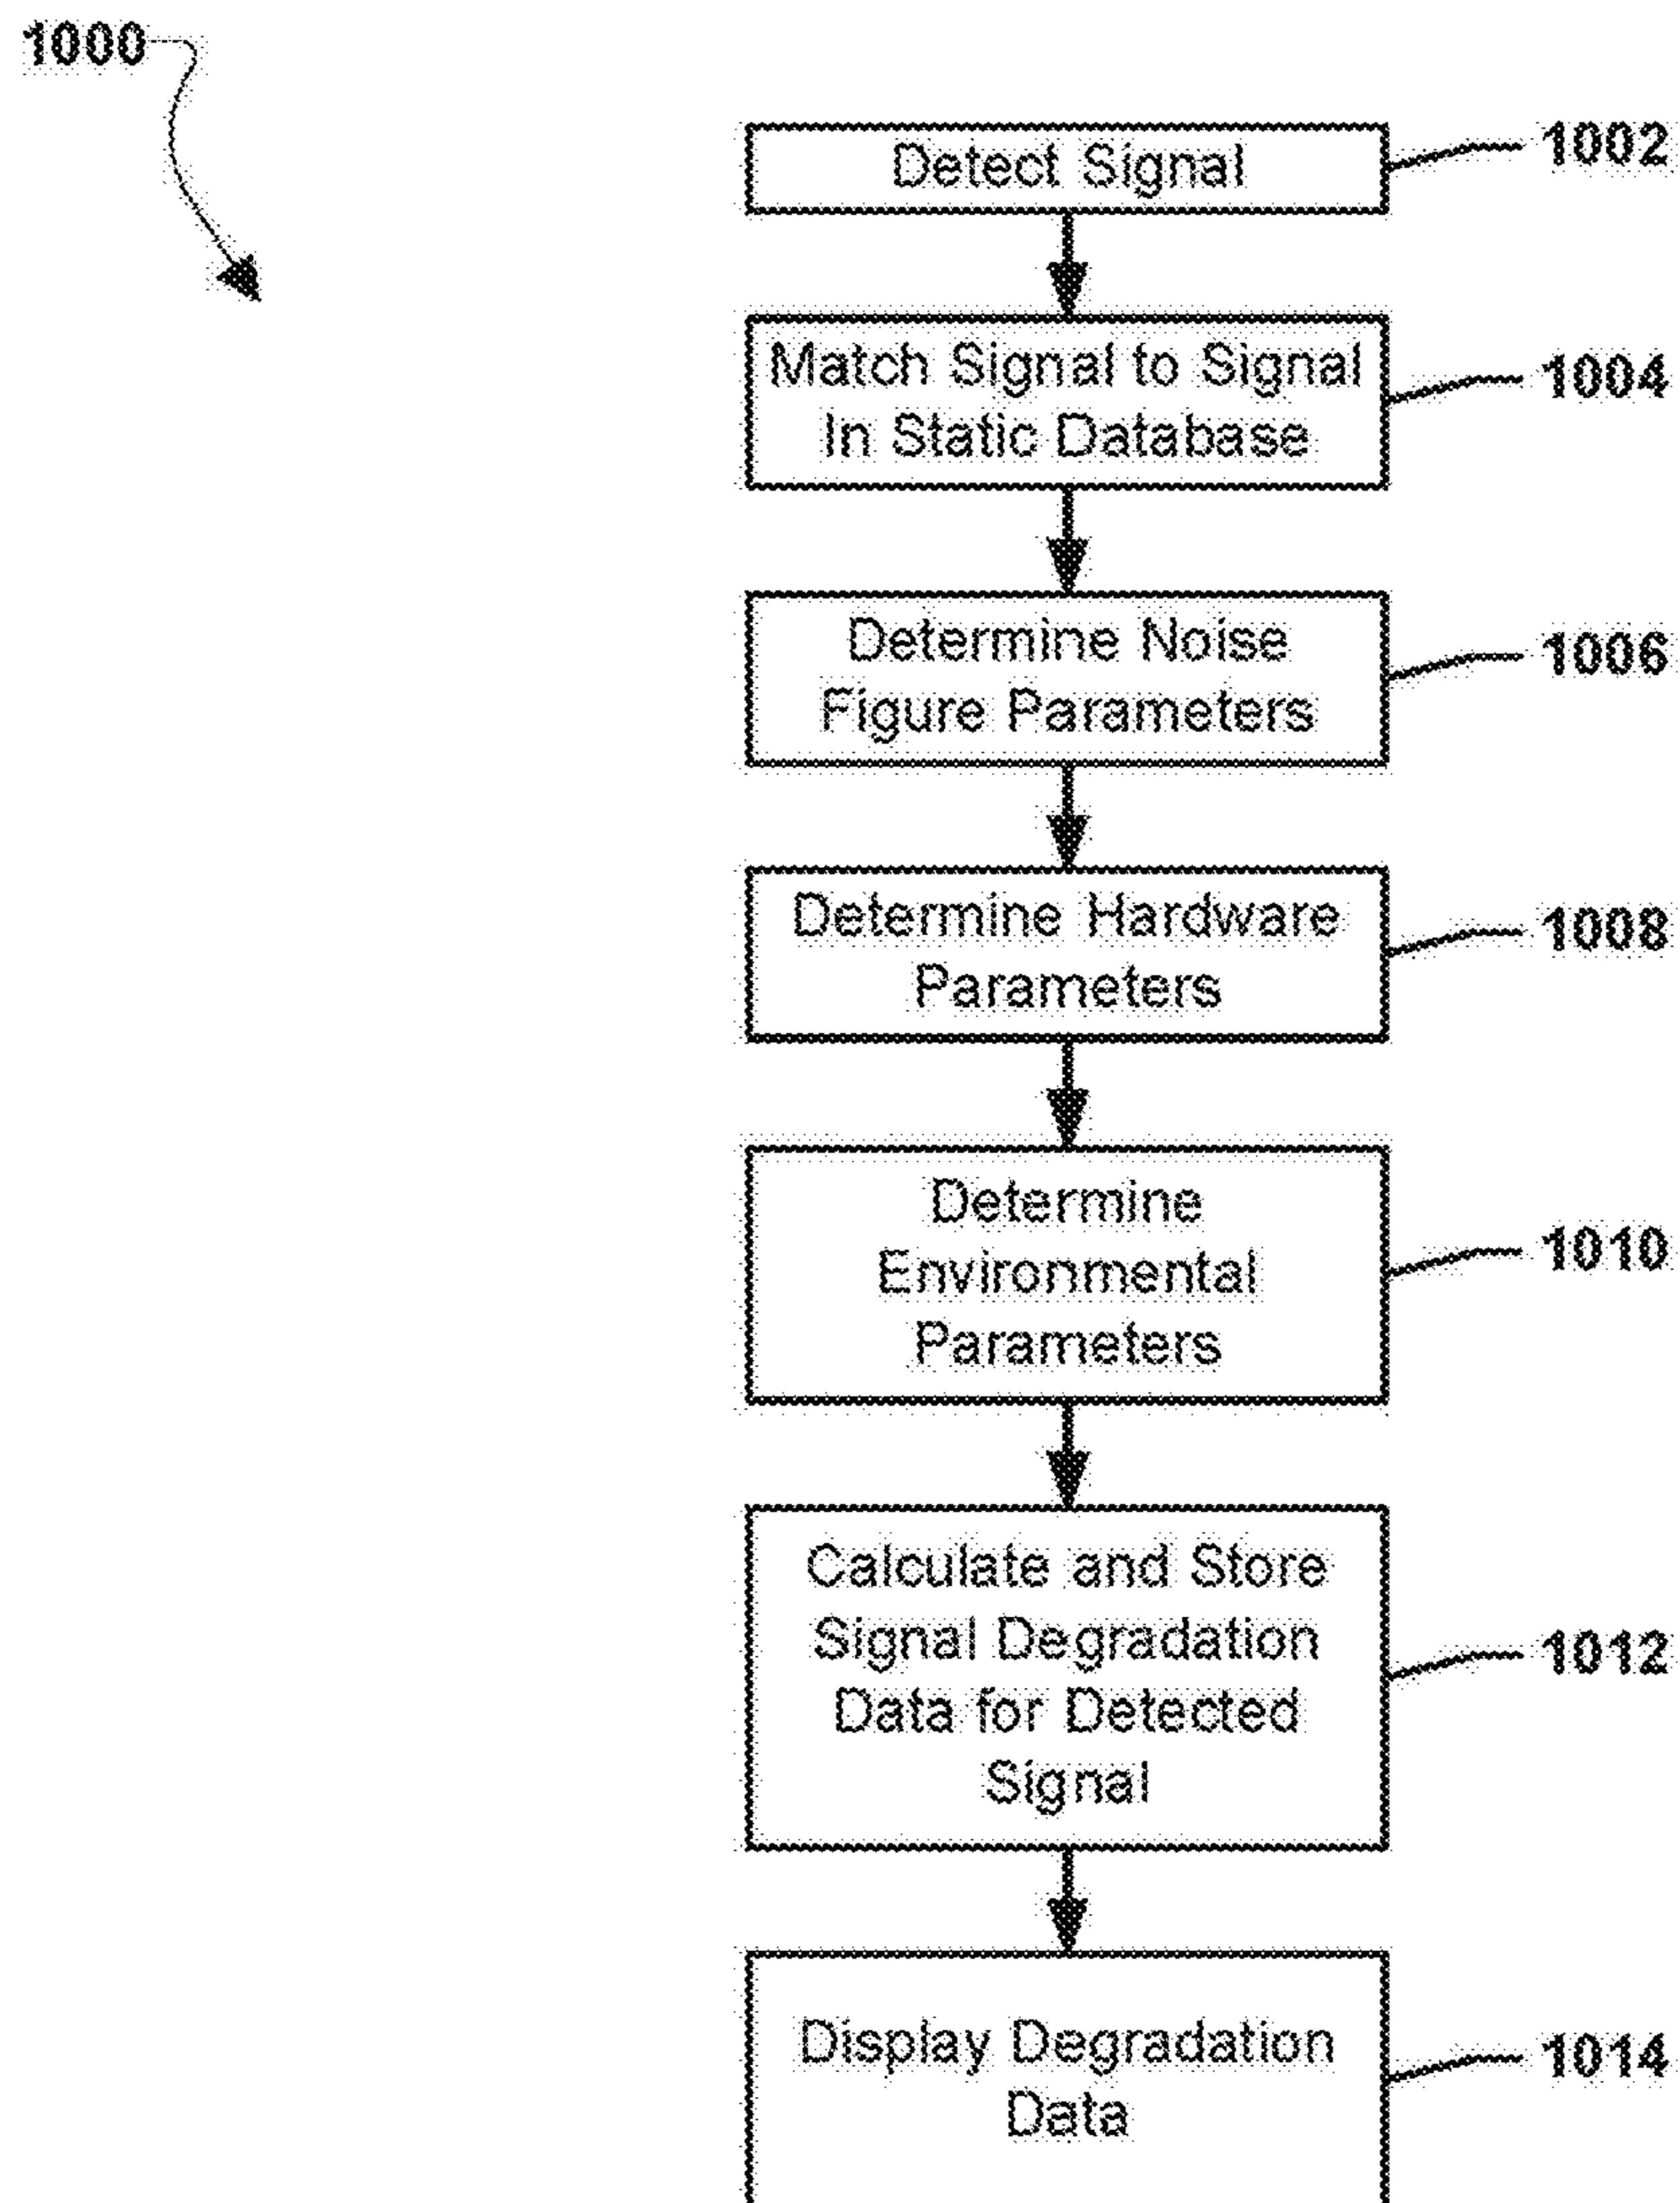 1000
Detect Signal
1002
Match Signal to Signal
In Static Database
1004
Determine Noise
Figure Parameters
1006
Determine Hardware
Parameters
1008
Determine
Environmental
Parameters
1010
Calculate and Store
Signal Degradation
Data for Detected
Signal
1012
Display Degradation
Data
1014